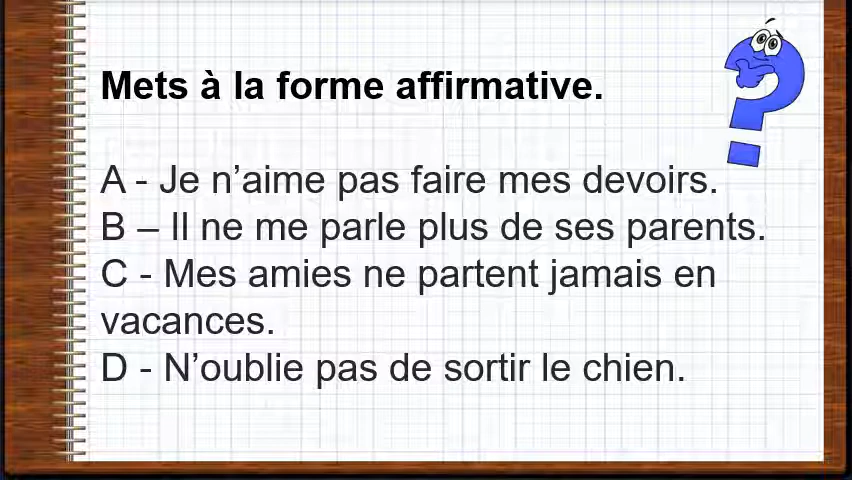 Mets à la forme affirmative.
A - Je n’aime pas faire mes devoirs.
B – Il ne me parle plus de ses parents.
C - Mes amies ne partent jamais en
vacances.
D - N’oublie pas de sortir le chien.